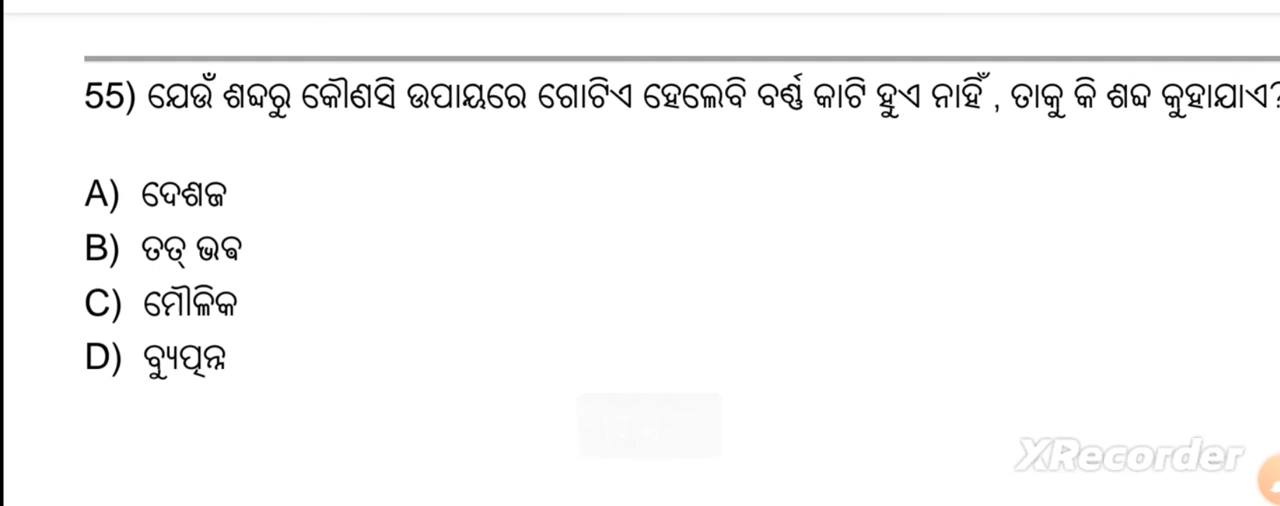 55) ଯେଉଁ ଶବ୍ଦରୁ କୌଣସି ଉପାୟରେ ଗୋଟିଏ ହେଲେବି ବର୍ଣ୍ଣ କାଟି ହୁଏ ନାହିଁ , ତାକୁ କି ଶବ୍ଦ କୁହାଯାଏ?
A) ଦେଶଜ
B) ତତ୍ ଭବ
C) ମୌଳିକ
D) ବ୍ୟୁତ୍ପନ୍ନ
XRecorder